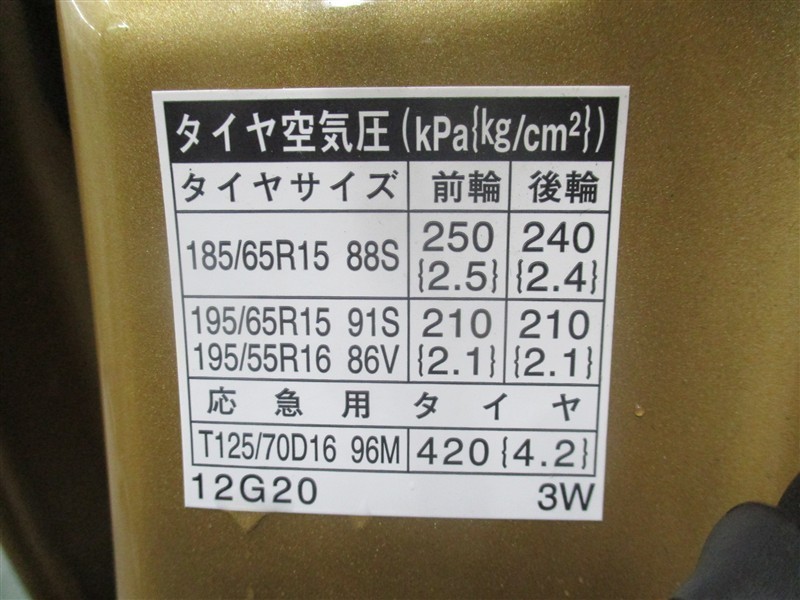 タイヤ空気圧(kPa{kg/cm²})
タイヤサイズ 前輪 後輪
185/65R15 88S 250 {2.5} 240 {2.4}
195/65R15 91S 210 {2.1} 210 {2.1}
195/55R16 86V
応急用タイヤ
T125/70D16 96M 420 {4.2}
12G20 3W